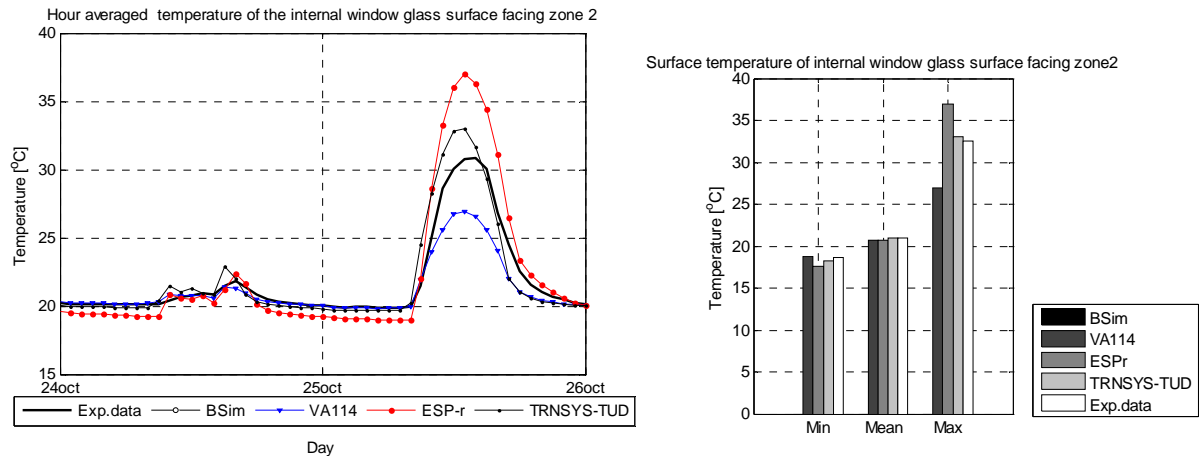 Hour averaged temperature of the internal window glass surface facing zone 2
40
35
30
25
20
15
Temperature [°C]
24oct
25oct
26oct
Exp.data
BSim
VA114
ESP-r
TRNSYS-TUD
Day
Surface temperature of internal window glass surface facing zone2
40
35
30
25
20
15
10
5
0
Temperature [°C]
Min
Mean
Max
BSim
VA114
ESPr
TRNSYS-TUD
Exp.data